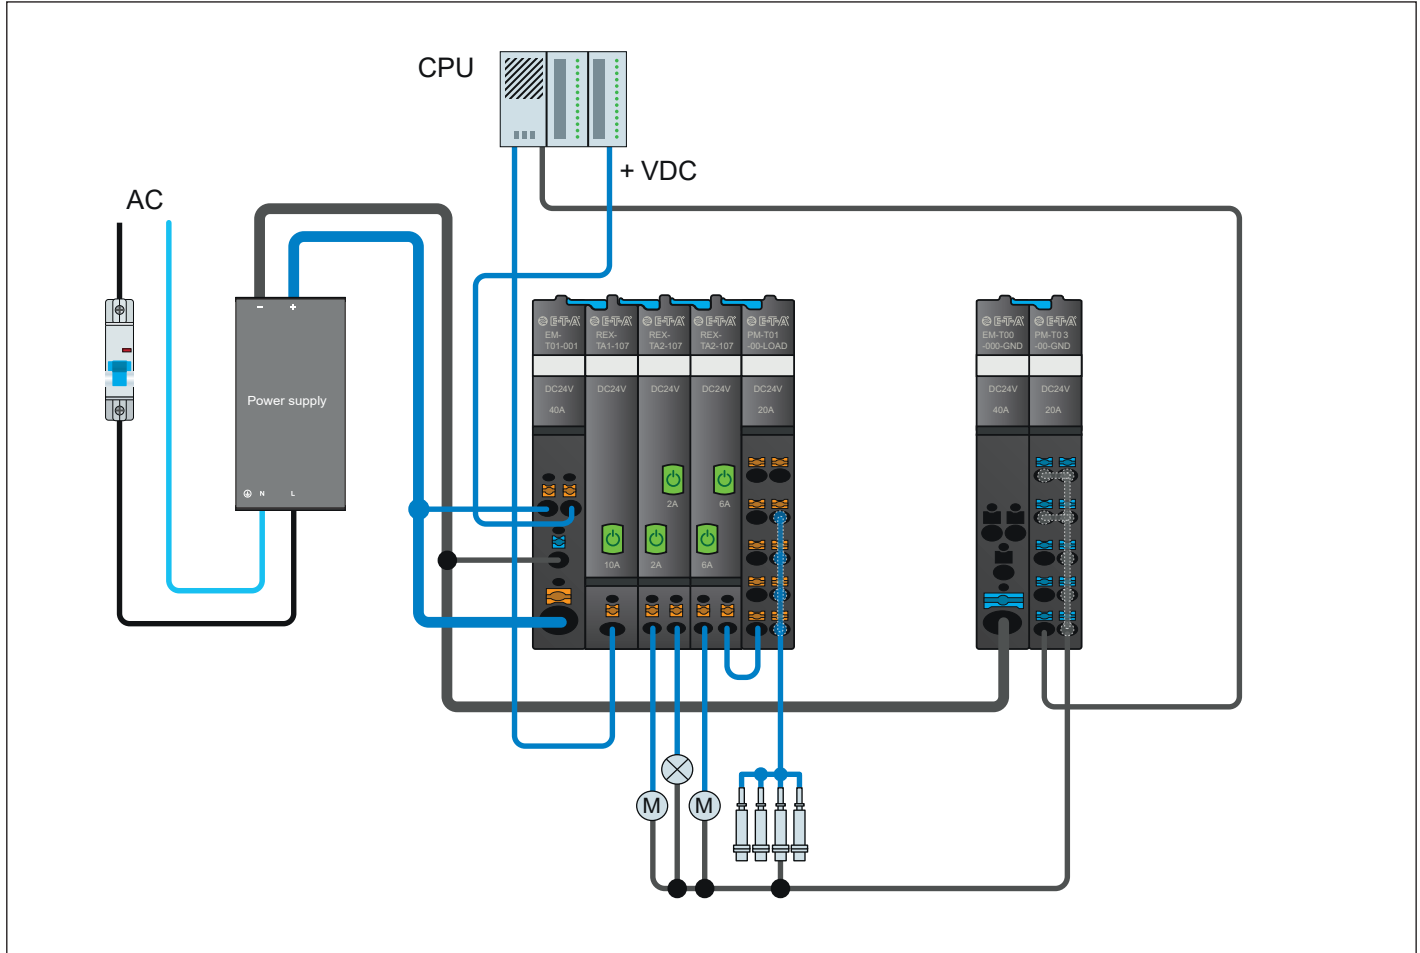 CPU
+ VDC
AC
− +
Power supply
N L
E-T-A E-T-A E-T-A E-T-A E-T-A
EM- REX- REX- REX- PM-T01
T01-001 TA1-107 TA2-107 TA2-107 -00-LOAD
DC24V DC24V DC24V DC24V DC24V
40A 20A
2A 6A
10A 2A 6A
E-T-A E-T-A
EM-T00 PM-T0 3
-000-GND -00-GND
DC24V DC24V
40A 20A
M M